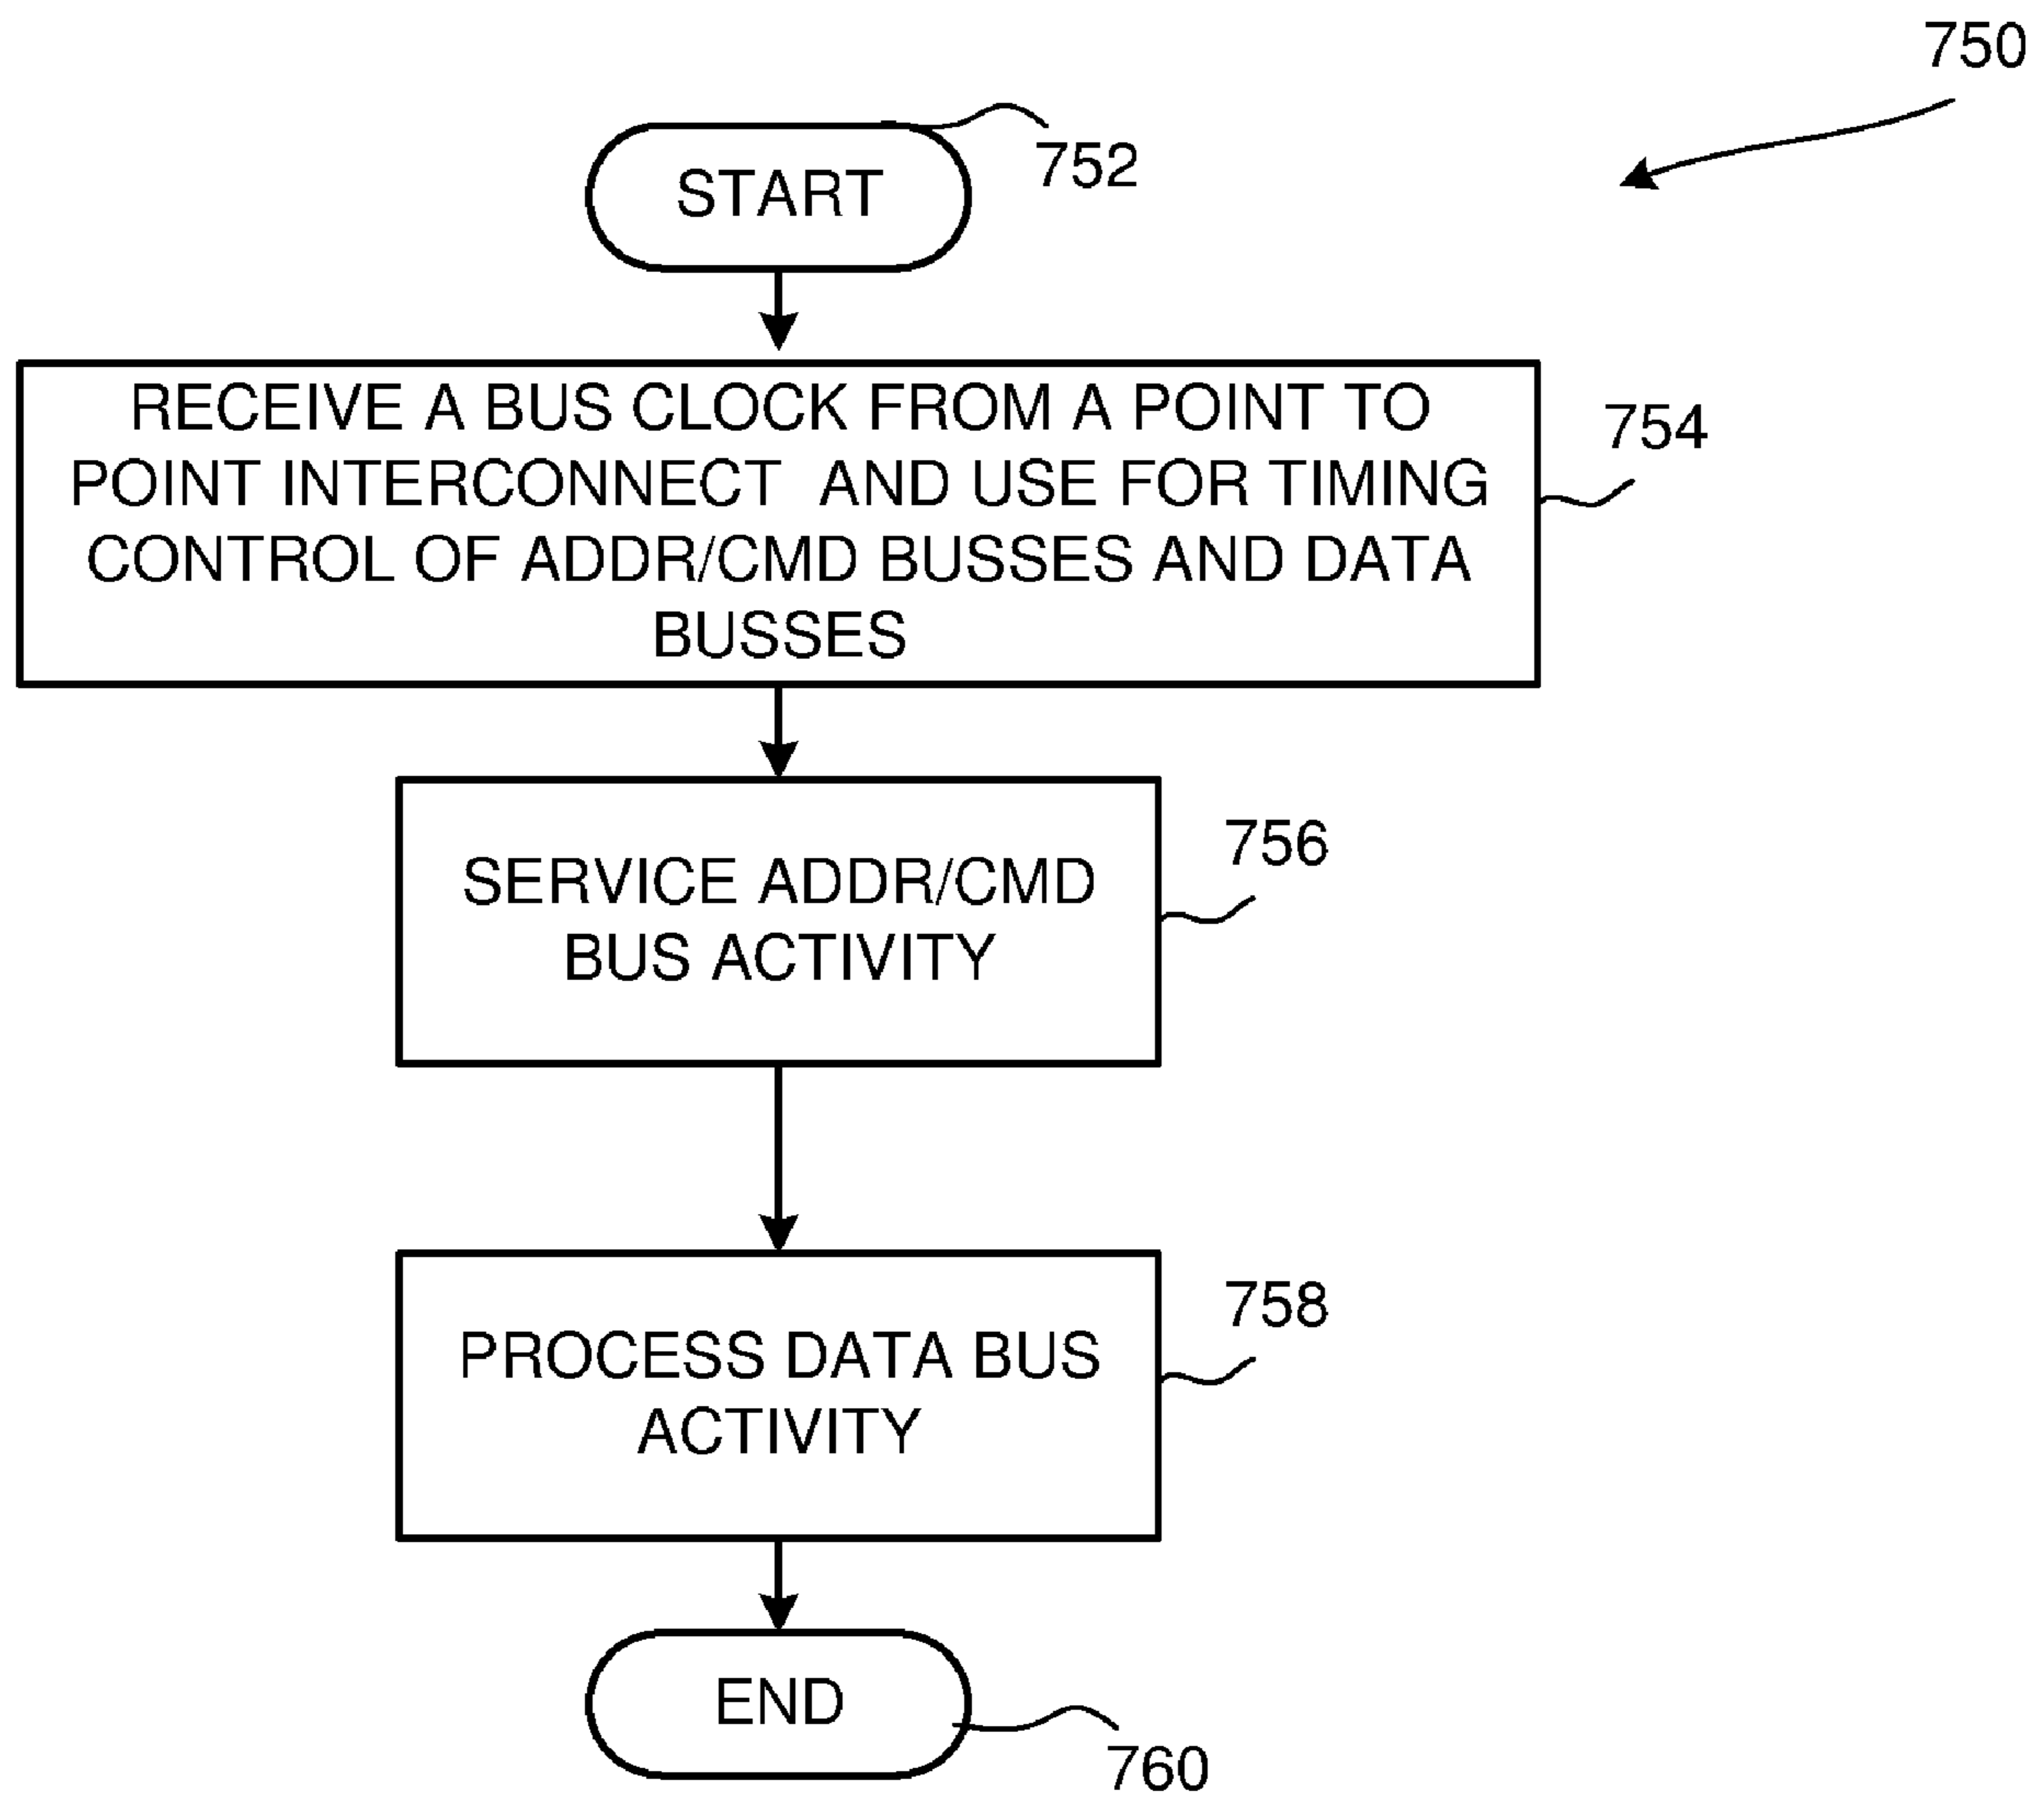 750
START
752
RECEIVE A BUS CLOCK FROM A POINT TO
POINT INTERCONNECT AND USE FOR TIMING
CONTROL OF ADDR/CMD BUSSES AND DATA
BUSSES
754
SERVICE ADDR/CMD
BUS ACTIVITY
756
PROCESS DATA BUS
ACTIVITY
758
END
760